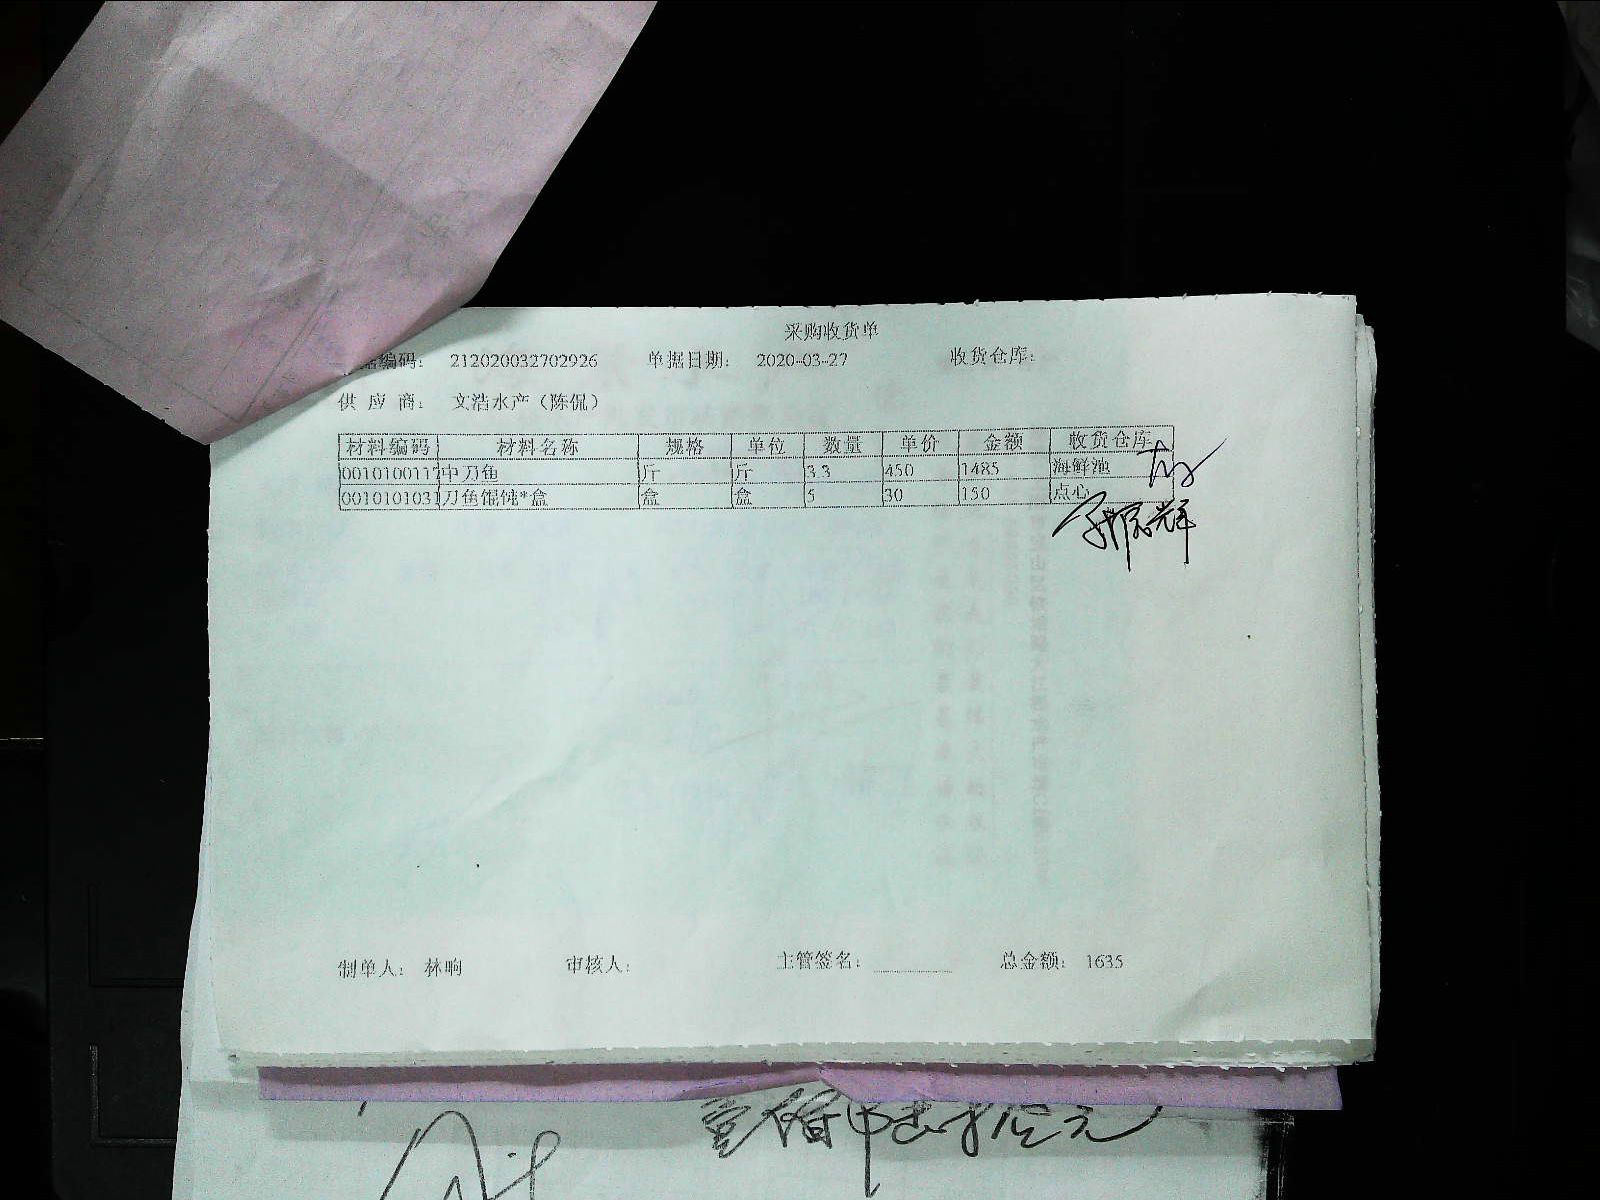 采购收货单
编码: 212020032702926 单据日期: 2020-03-27 收货仓库:
供 应 商: 文浩水产（陈侃）
材料编码 材料名称 规格 单位 数量 单价 金额 收货仓库
0010100117 中刀鱼 斤 斤 3.3 450 1485 海鲜池
0010101031 刀鱼馄饨*盒 盒 盒 5 30 150 点心
制单人: 林晌 审核人: 主管签名: 总金额: 1635